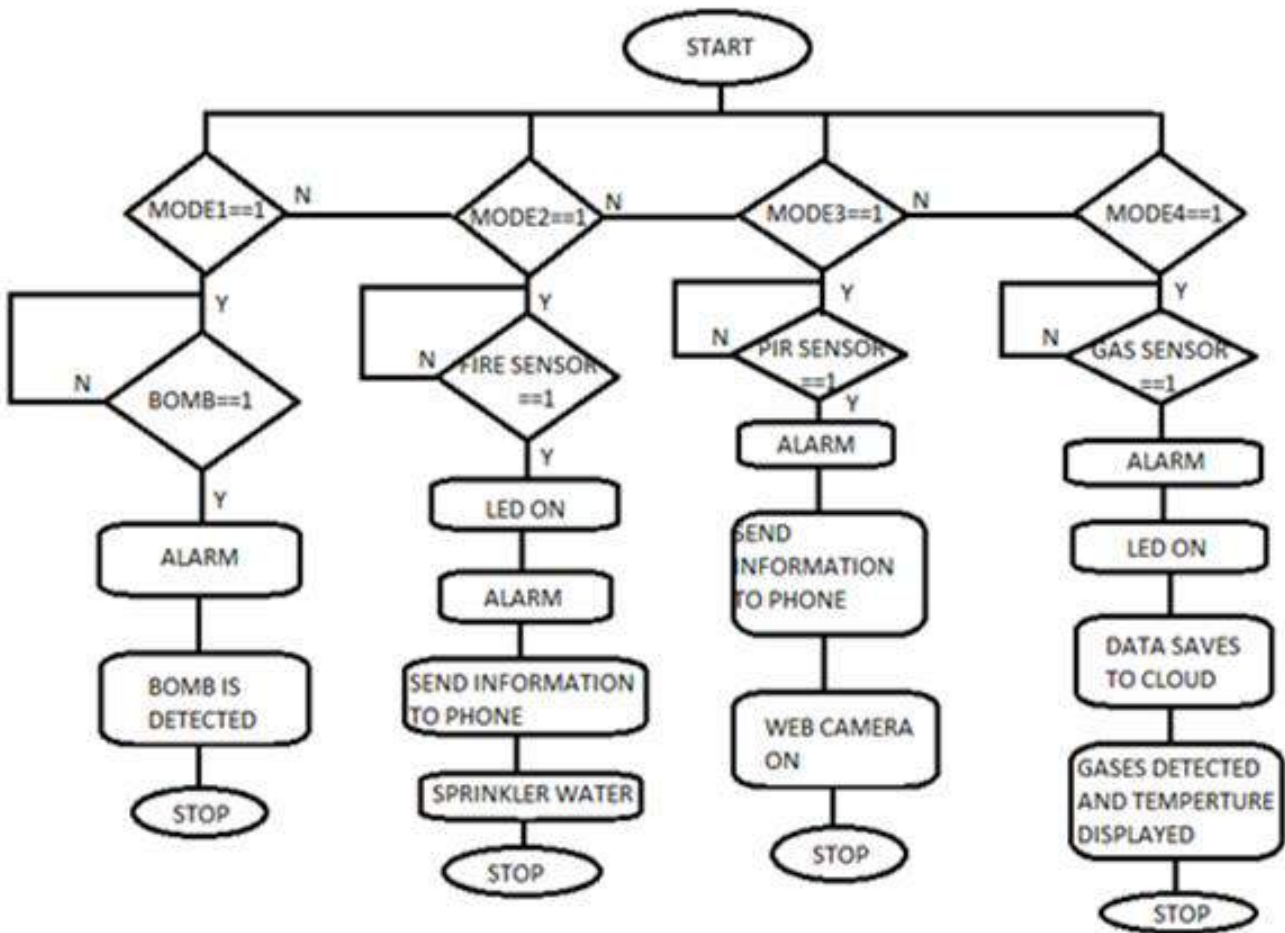 START
MODE1==1
N
MODE2==1
N
MODE3==1
N
MODE4==1
Y
N
BOMB==1
Y
ALARM
BOMB IS
DETECTED
STOP
Y
N
FIRE SENSOR
==1
Y
LED ON
ALARM
SEND INFORMATION
TO PHONE
SPRINKLER WATER
STOP
Y
N
PIR SENSOR
==1
Y
ALARM
SEND
INFORMATION
TO PHONE
WEB CAMERA
ON
STOP
Y
N
GAS SENSOR
==1
ALARM
LED ON
DATA SAVES
TO CLOUD
GASES DETECTED
AND TEMPERTURE
DISPLAYED
STOP